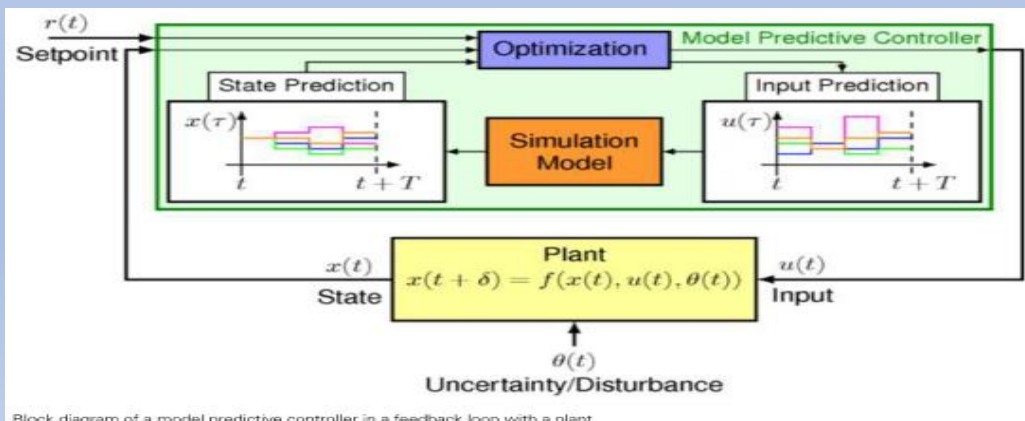 r(t)
Setpoint
Optimization
Model Predictive Controller
State Prediction
Input Prediction
x(τ)
t
t + T
Simulation
Model
u(τ)
t
t + T
x(t)
State
Plant
x(t + δ) = f(x(t), u(t), θ(t))
u(t)
Input
θ(t)
Uncertainty/Disturbance
Block diagram of a model predictive controller in a feedback loop with a plant